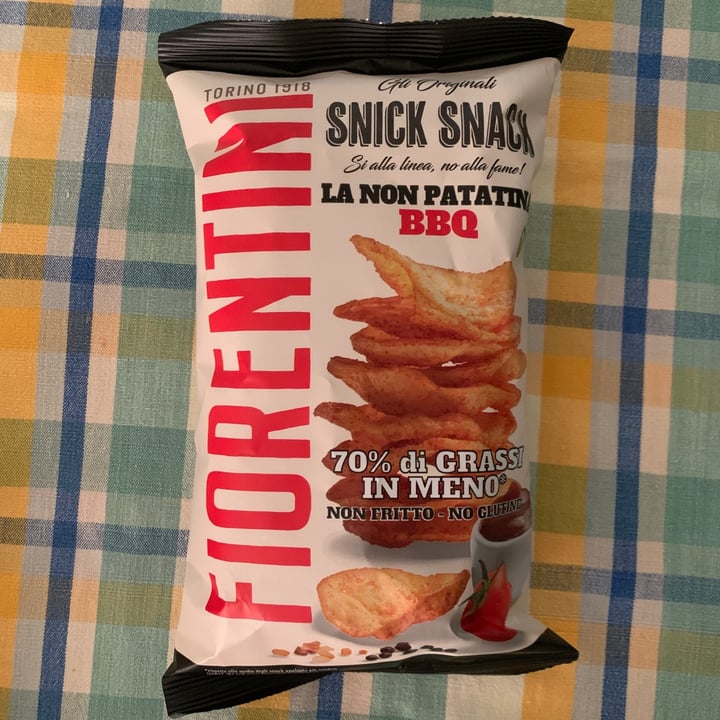 TORINO 1918
FIORENTINI
Gli Originali
SNICK SNACK
Si alla linea, no alla fame!
LA NON PATATINA
BBQ
70% di GRASSI
IN MENO*
NON FRITTO - NO GLUTINE